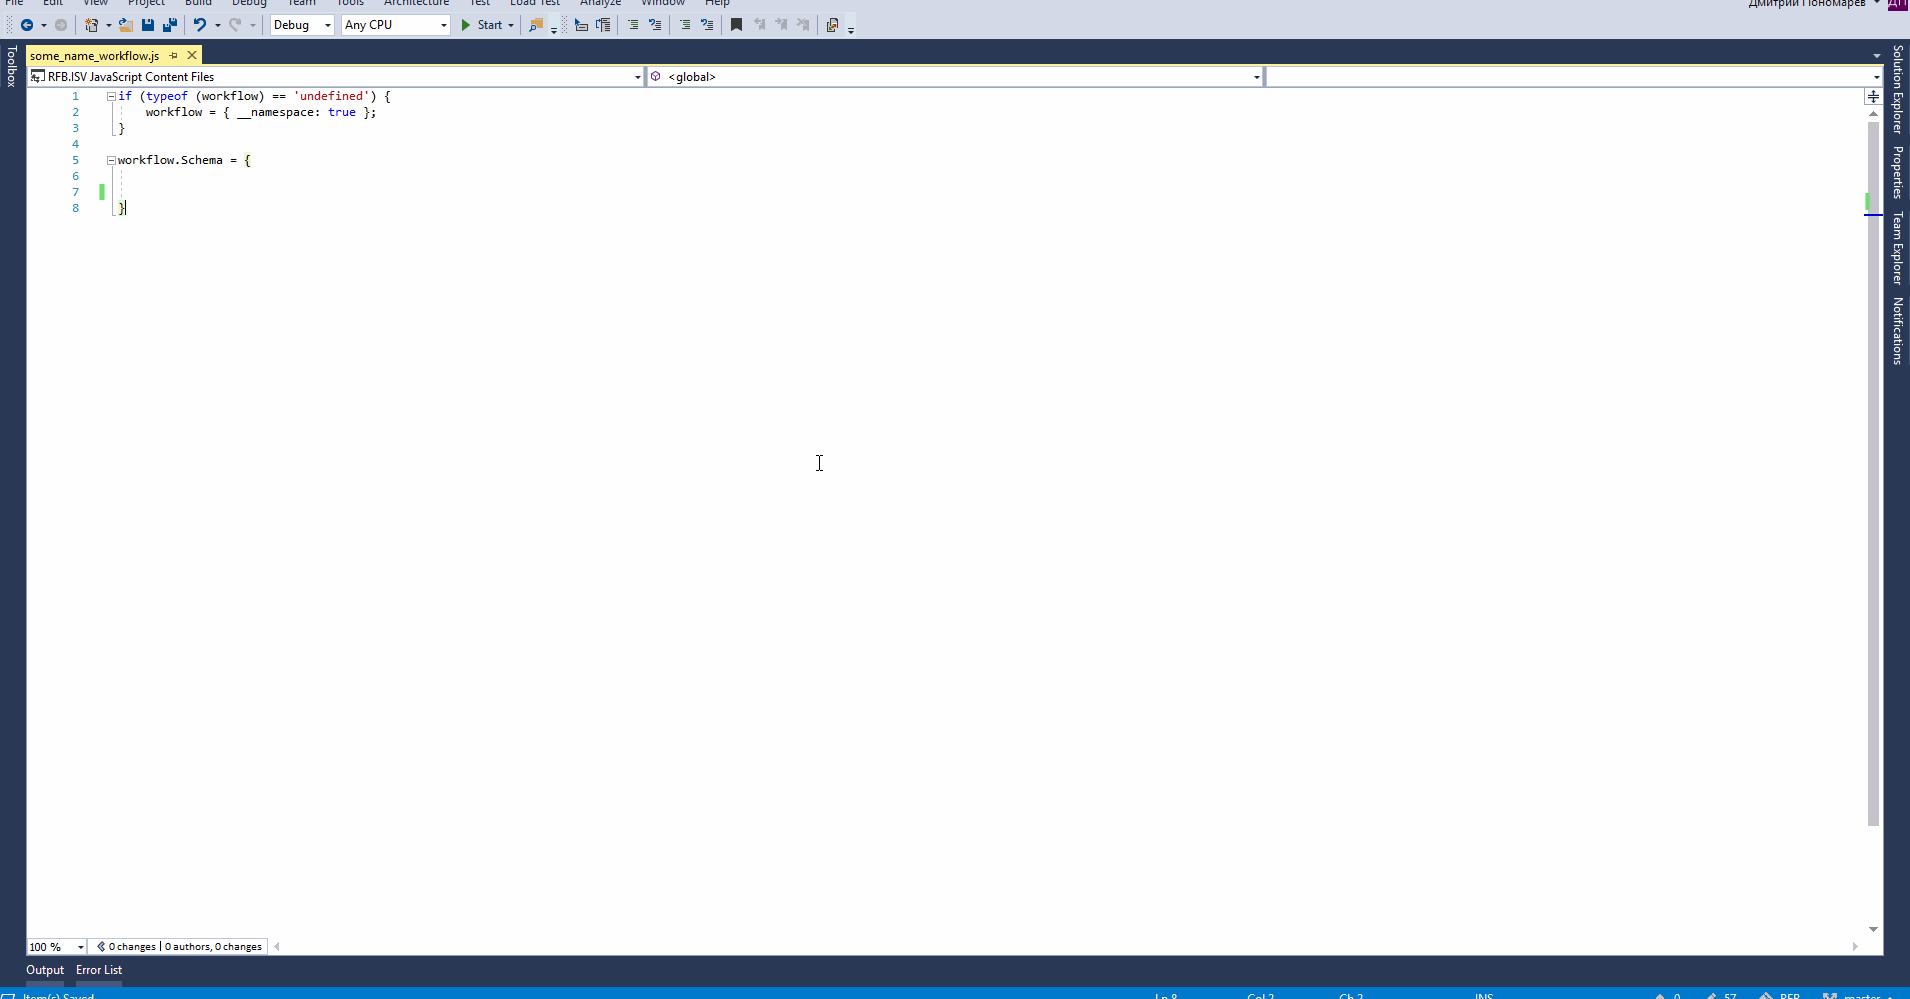 File Edit View Project Build Debug Team Tools Architecture Test Load Test Analyze Window Help
Дмитрий Пономарев ДП
Debug Any CPU Start
Toolbox
some_name_workflow.js
RFB.ISV JavaScript Content Files <global>
1 if (typeof (workflow) == 'undefined') {
2 workflow = { __namespace: true };
3 }
4
5 workflow.Schema = {
6
7
8 }
Solution Explorer
Properties
Team Explorer
Notifications
100 % 0 changes | 0 authors, 0 changes
Output Error List
Item(s) Saved Ln 8 Col 2 Ch 2 INS 0 57 RFB master